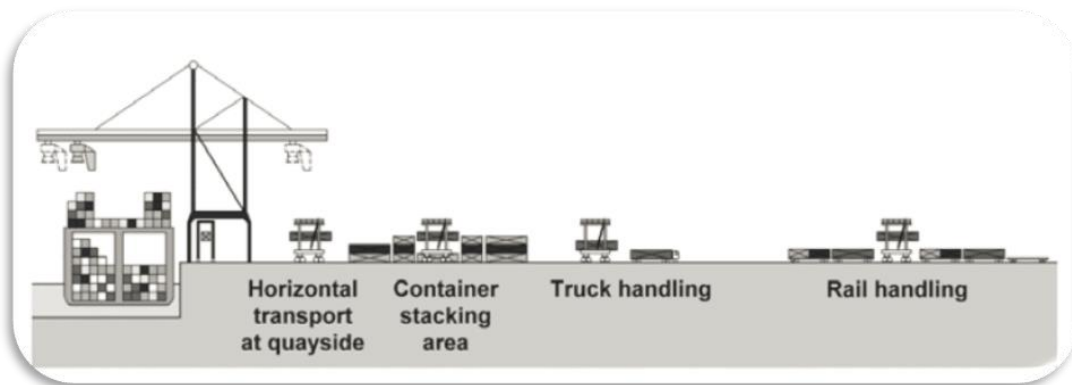 Horizontal
transport
at quayside
Container
stacking
area
Truck handling
Rail handling